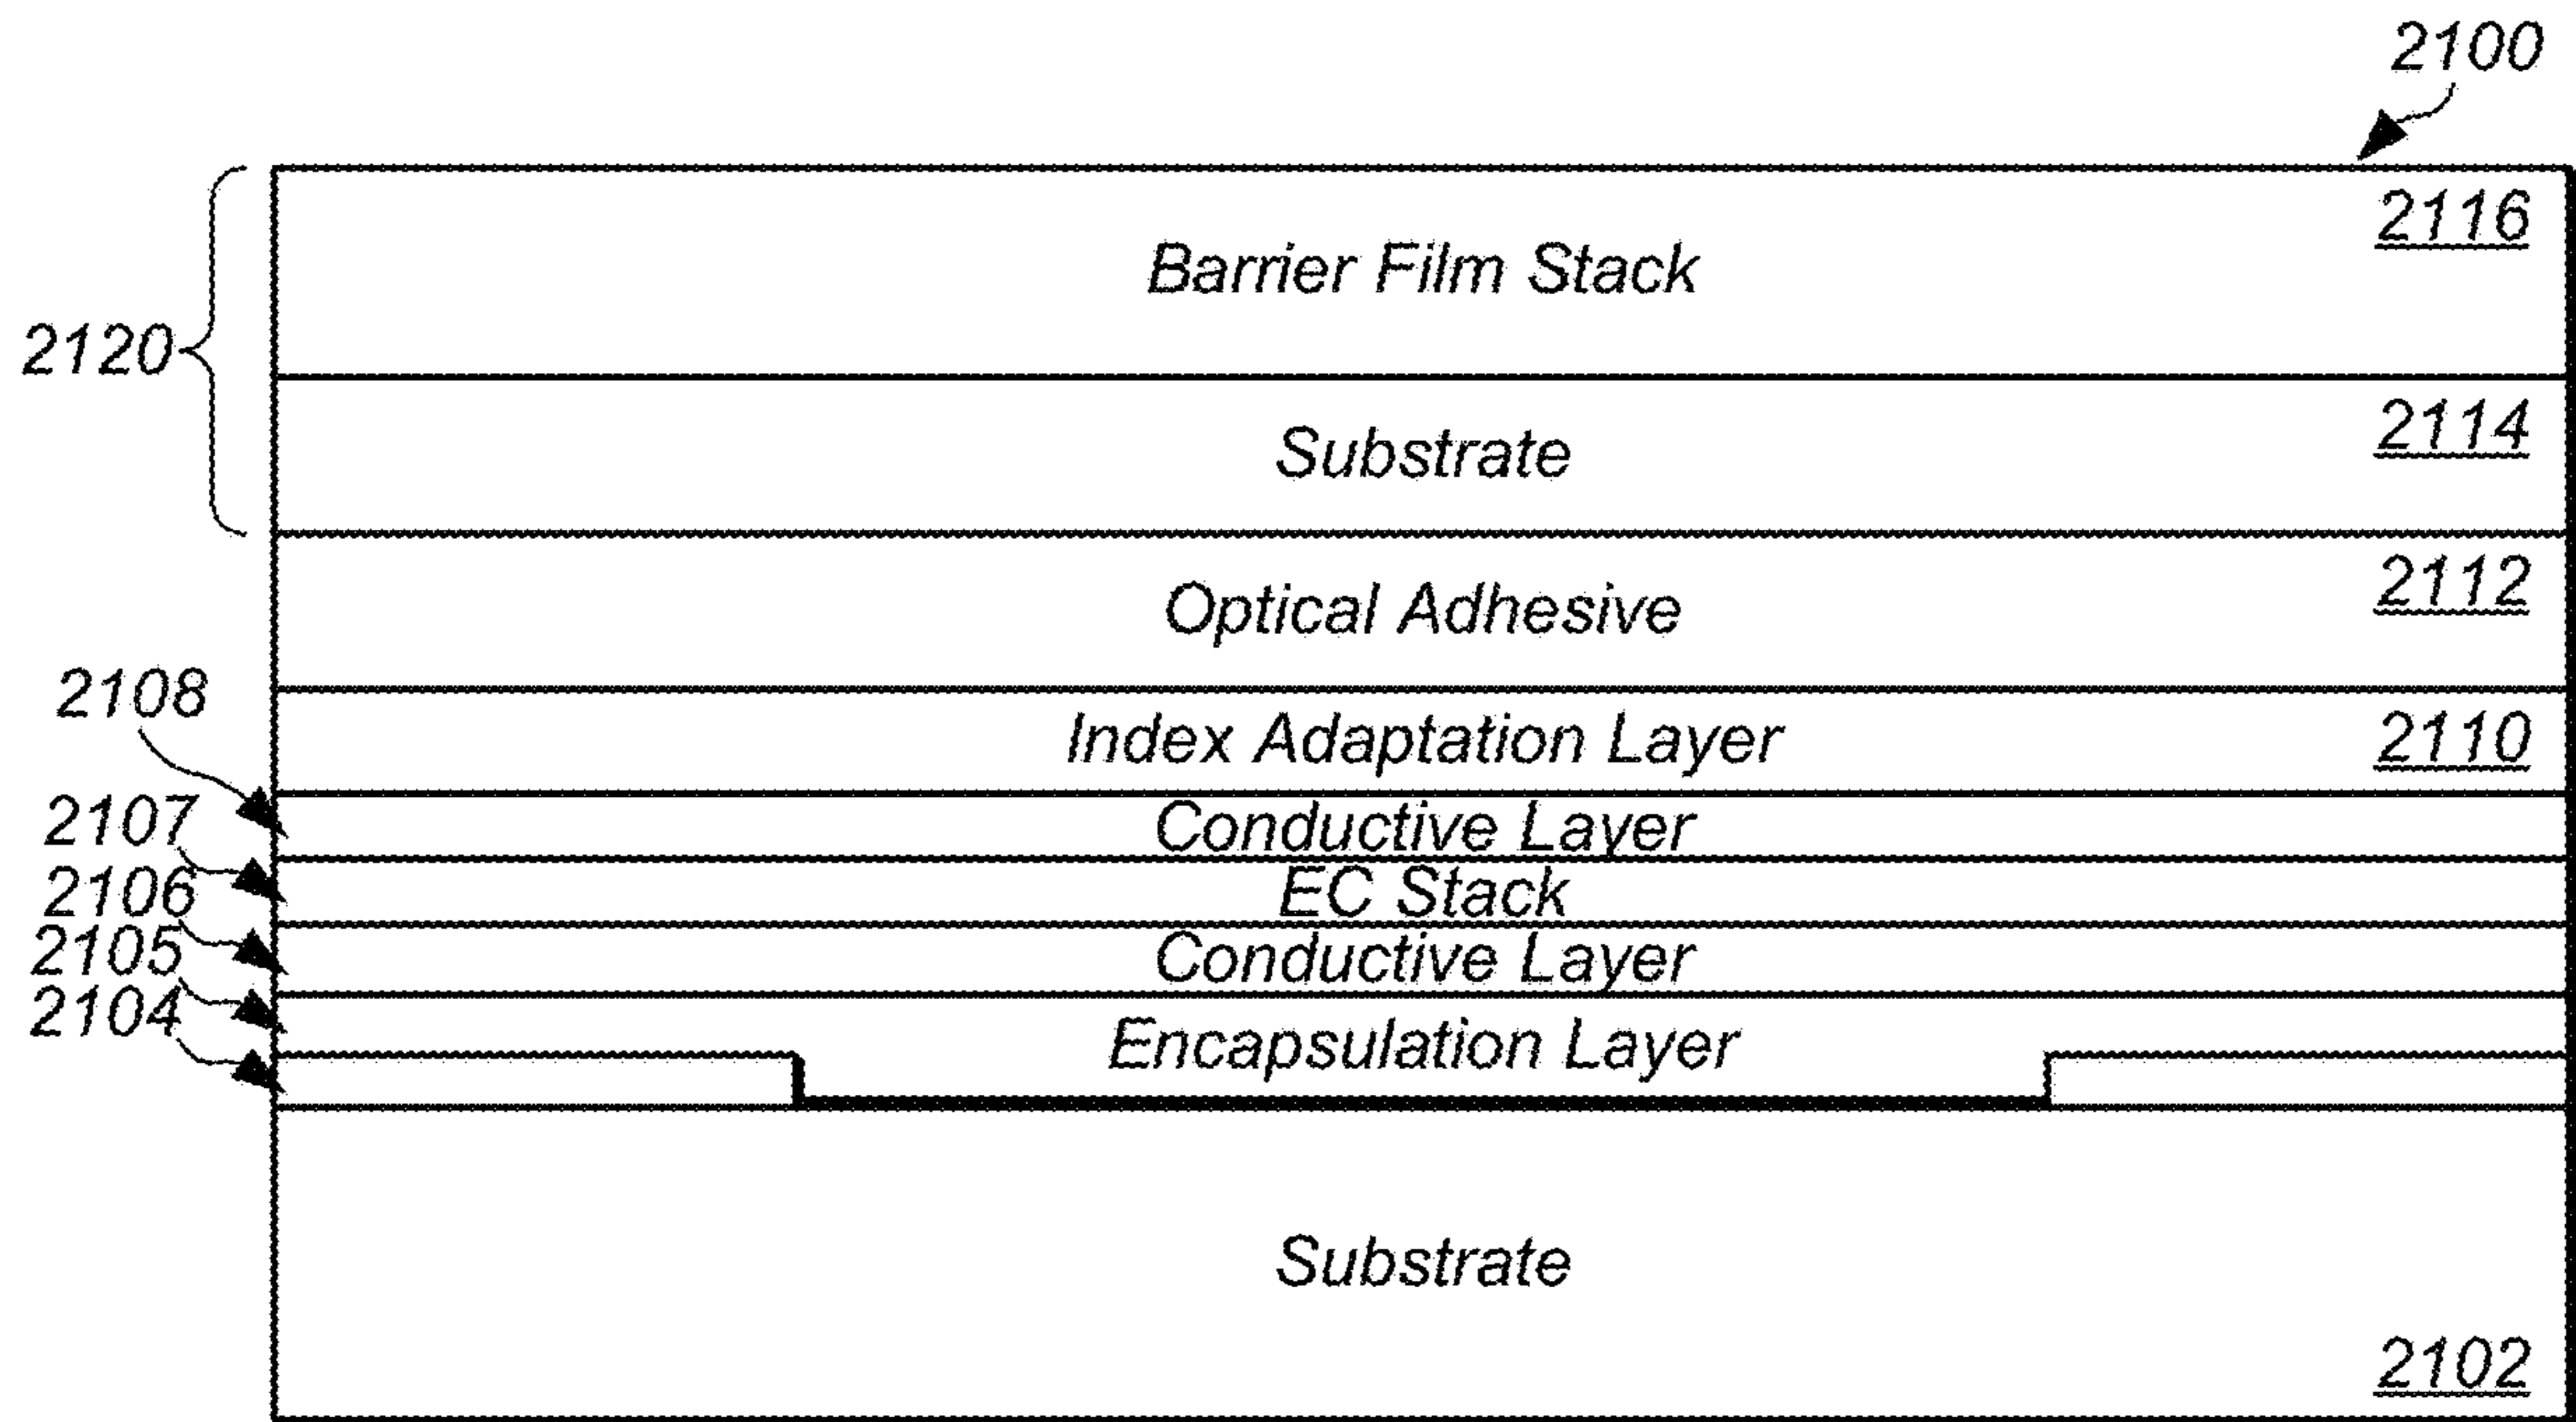 2100
2116
Barrier Film Stack
2120
2114
Substrate
2112
Optical Adhesive
2108
2110
Index Adaptation Layer
2107
Conductive Layer
2106
EC Stack
2105
Conductive Layer
2104
Encapsulation Layer
Substrate
2102